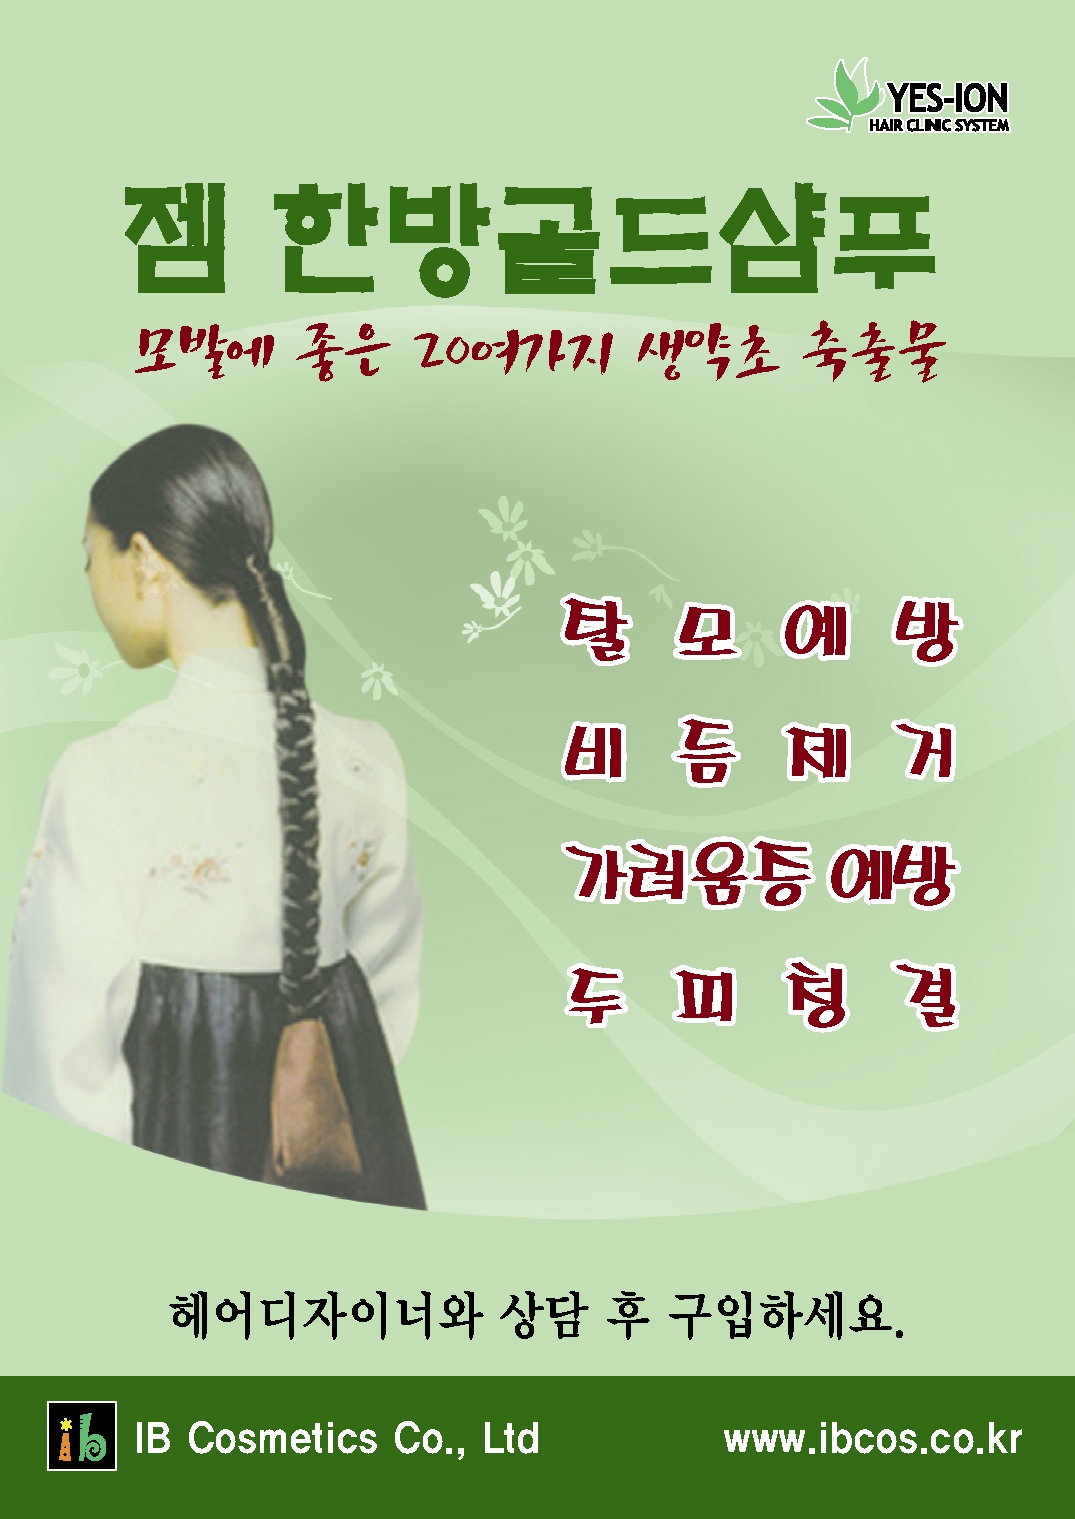 YES-ION
HAIR CLINIC SYSTEM
젬 한방골드샴푸
모발에 좋은 20여가지 생약초 축출물
탈 모 예 방
비 듬 제 거
가려움증 예방
두 피 청 결
헤어디자이너와 상담 후 구입하세요.
ib IB Cosmetics Co., Ltd www.ibcos.co.kr